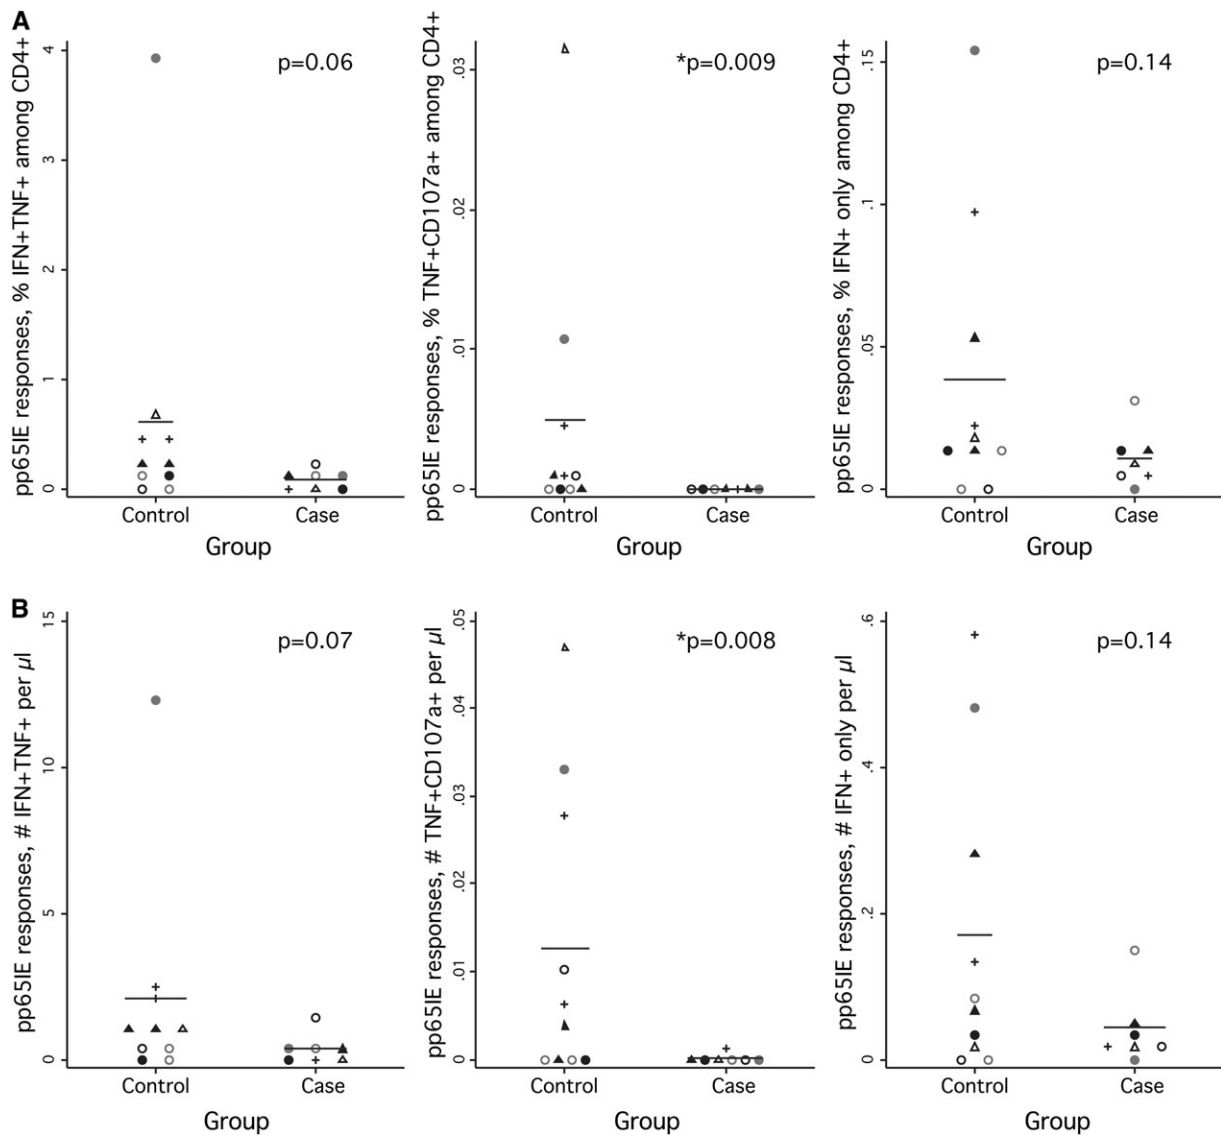 A
pp65IE responses, % IFN+TNF+ among CD4+
4
3
2
1
0
p=0.06
Control
Case
Group
pp65IE responses, % TNF+CD107a+ among CD4+
.03
.02
.01
0
*p=0.009
Control
Case
Group
pp65IE responses, % IFN+ only among CD4+
.15
.1
.05
0
p=0.14
Control
Case
Group
B
pp65IE responses, # IFN+TNF+ per µl
15
10
5
0
p=0.07
Control
Case
Group
pp65IE responses, # TNF+CD107a+ per µl
.05
.04
.03
.02
.01
0
*p=0.008
Control
Case
Group
pp65IE responses, # IFN+ only per µl
.6
.4
.2
0
p=0.14
Control
Case
Group